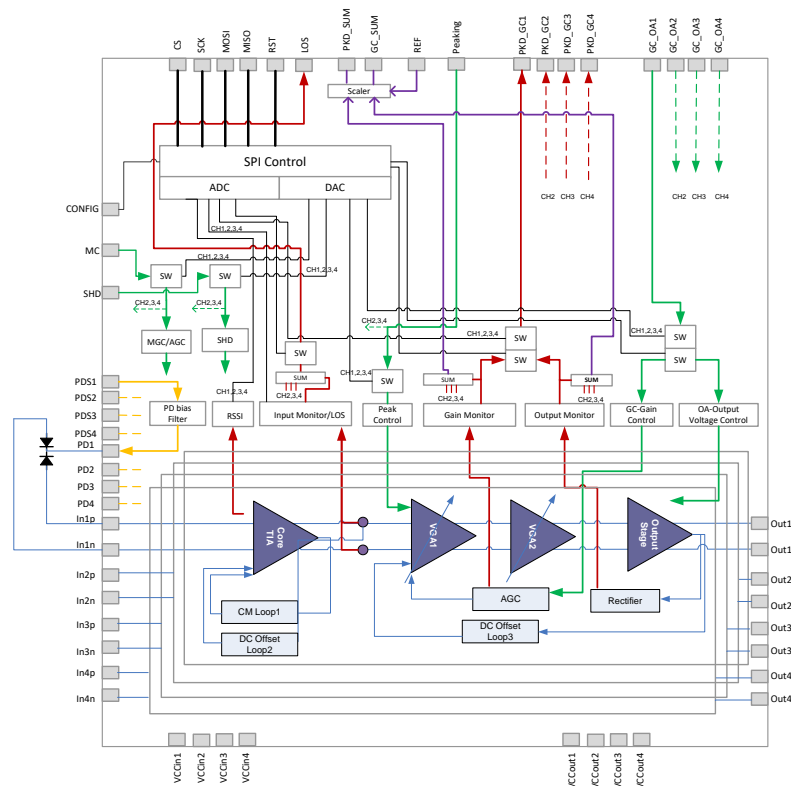 CS
SCK
MOSI
MISO
RST
LOS
PKD_SUM
GC_SUM
REF
Peaking
PKD_GC1
PKD_GC2
PKD_GC3
PKD_GC4
GC_OA1
GC_OA2
GC_OA3
GC_OA4
Scaler
SPI Control
ADC
DAC
CH2
CH3
CH4
CH2
CH3
CH4
CONFIG
MC
SHD
CH1,2,3,4
CH1,2,3,4
CH1,2,3,4
SW
SW
CH2,3,4
CH2,3,4
CH2,3,4
CH1,2,3,4
CH1,2,3,4
SW
SW
SW
SW
MGC/AGC
SHD
SW
CH1,2,3,4
SW
SUM
SUM
SUM
CH2,3,4
CH2,3,4
CH2,3,4
PDS1
PDS2
PDS3
PDS4
PD1
PD2
PD3
PD4
PD bias
Filter
RSSI
Input Monitor/LOS
Peak
Control
Gain Monitor
Output Monitor
GC-Gain
Control
OA-Output
Voltage Control
In1p
In1n
In2p
In2n
In3p
In3n
In4p
In4n
Core
TIA
VGA1
VGA2
Output
Stage
CM Loop1
DC Offset
Loop2
AGC
Rectifier
DC Offset
Loop3
Out1
Out1
Out2
Out2
Out3
Out3
Out4
Out4
VCCin1
VCCin2
VCCin3
VCCin4
VCCout1
VCCout2
VCCout3
VCCout4